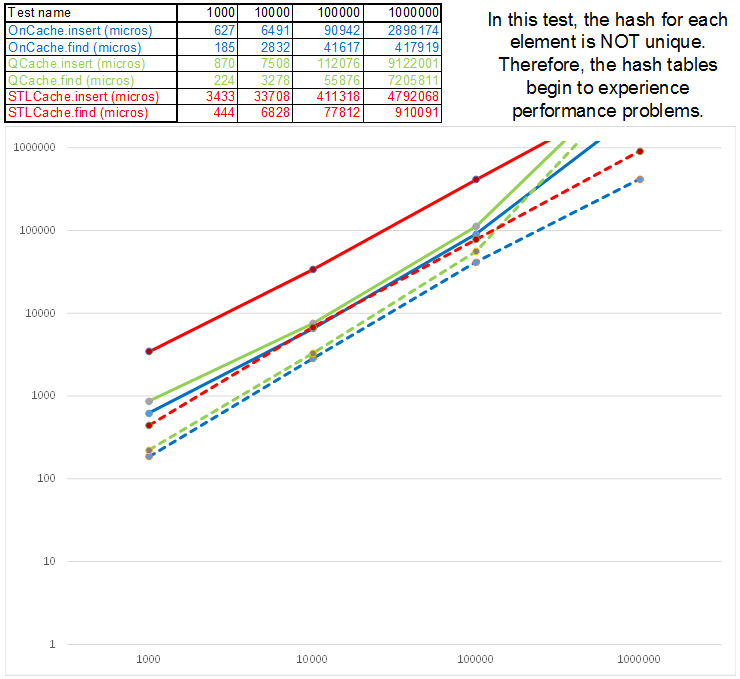 Test name 1000 10000 100000 1000000
OnCache.insert (micros) 627 6491 90942 2898174
OnCache.find (micros) 185 2832 41617 417919
QCache.insert (micros) 870 7508 112076 9122001
QCache.find (micros) 224 3278 55876 7205811
STLCache.insert (micros) 3433 33708 411318 4792068
STLCache.find (micros) 444 6828 77812 910091
In this test, the hash for each
element is NOT unique.
Therefore, the hash tables
begin to experience
performance problems.
1000000
100000
10000
1000
100
10
1
1000 10000 100000 1000000